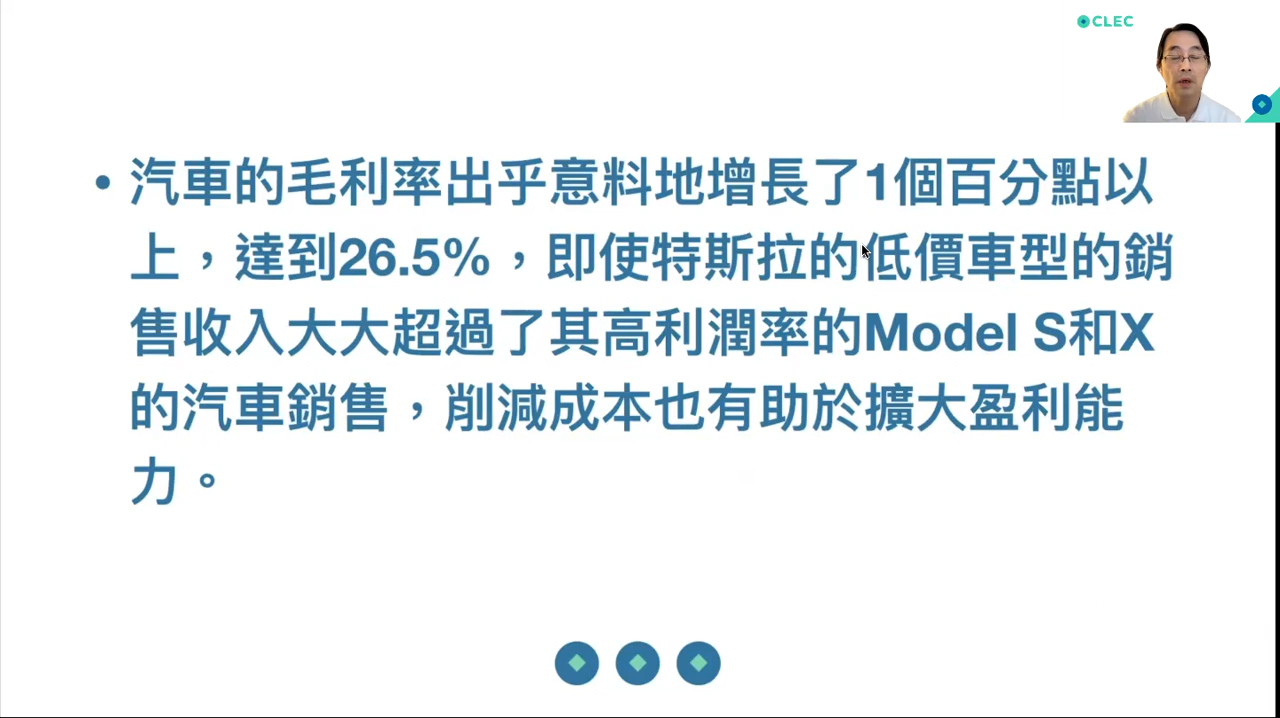 CLEC
• 汽車的毛利率出乎意料地增長了1個百分點以
上，達到26.5%，即使特斯拉的低價車型的銷
售收入大大超過了其高利潤率的Model S和X
的汽車銷售，削減成本也有助於擴大盈利能
力。